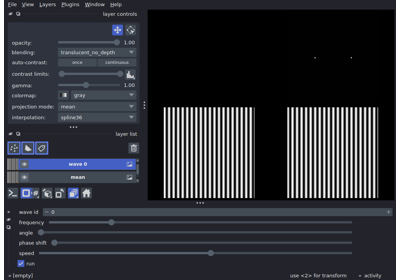 File View Layers Plugins Window Help
layer controls
opacity: 1.00
blending: translucent_no_depth
auto-contrast: once continuous
contrast limits:
gamma: 1.00
colormap: gray
projection mode: mean
interpolation: spline36
layer list
wave 0
mean
wave id 0
frequency
angle
phase shift
speed
run
[empty] use <2> for transform activity